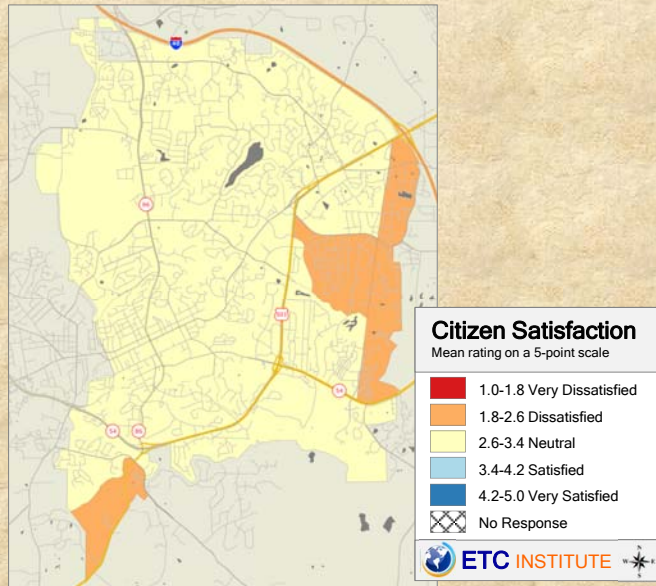 40
86
501
54
54
86
Citizen Satisfaction
Mean rating on a 5-point scale
1.0-1.8 Very Dissatisfied
1.8-2.6 Dissatisfied
2.6-3.4 Neutral
3.4-4.2 Satisfied
4.2-5.0 Very Satisfied
No Response
ETC INSTITUTE
N
W E
S